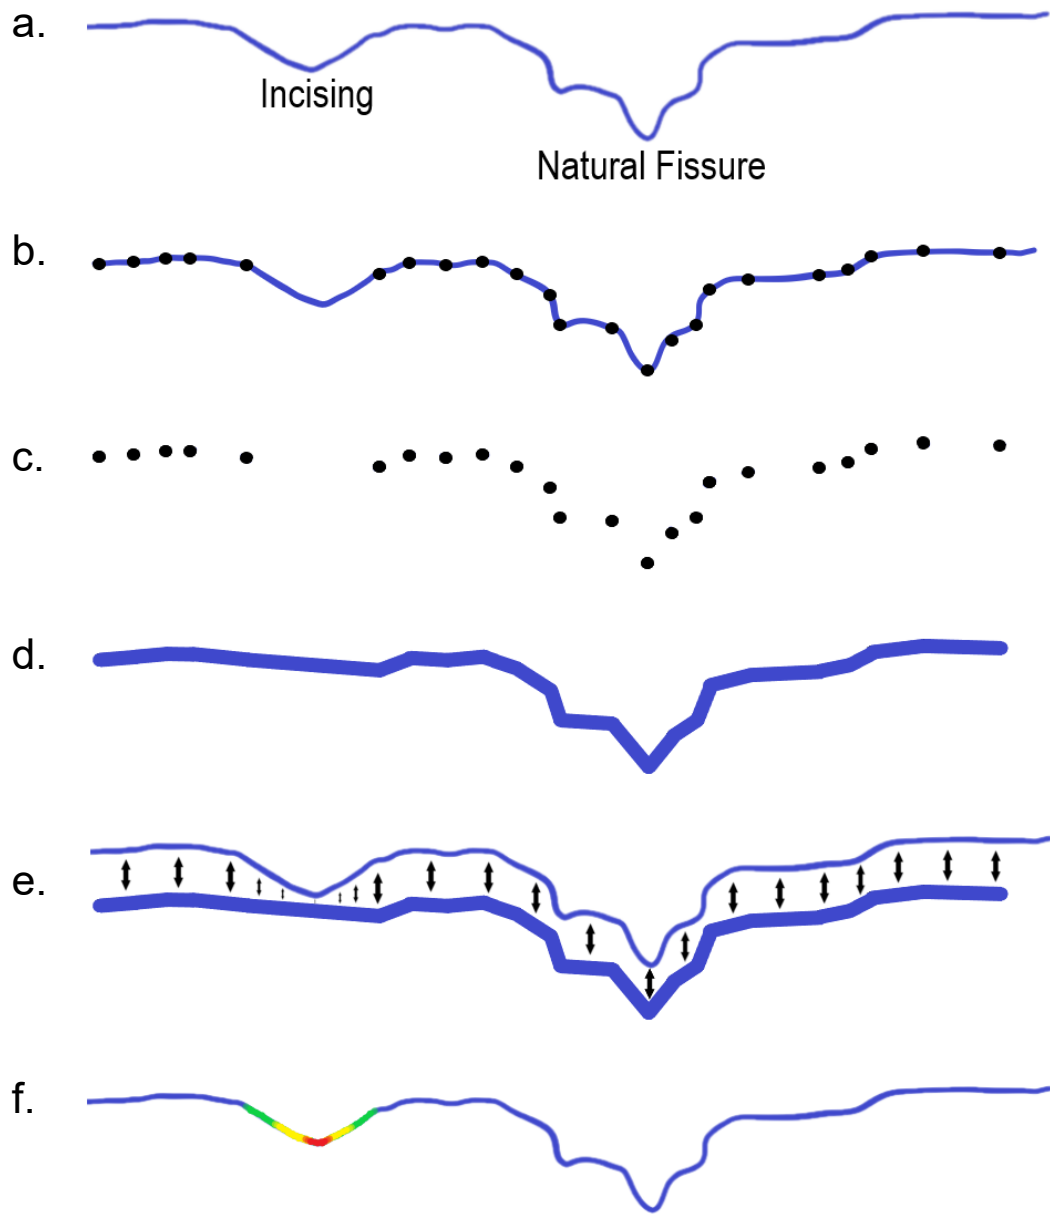 a.
Incising
Natural Fissure
b.
c.
d.
e.
f.